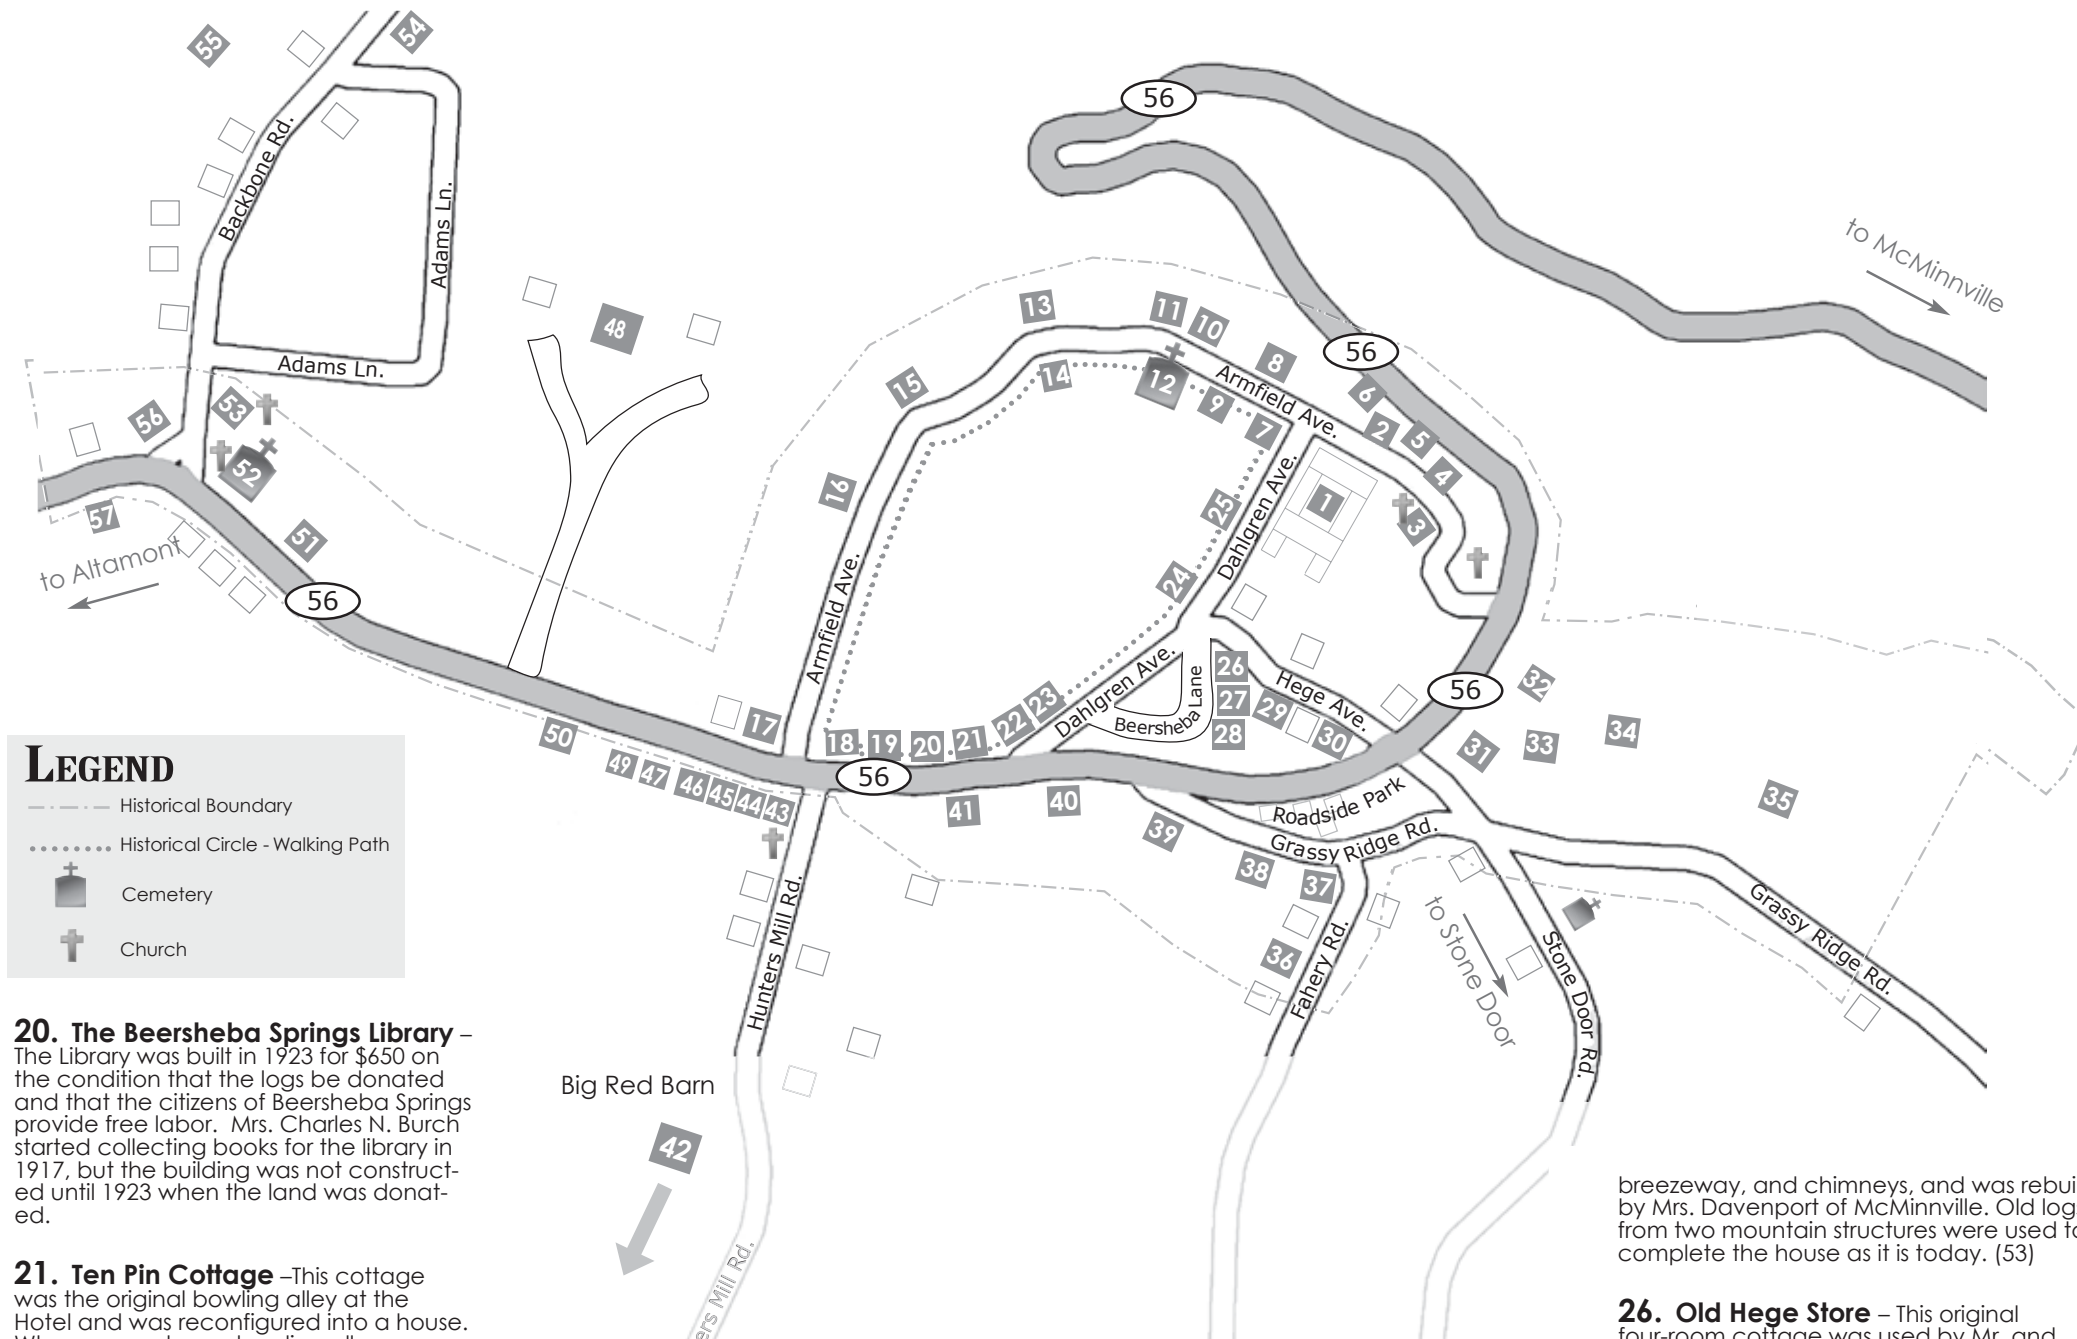 55
54
56
Backbone Rd.
Adams Ln.
to McMinnville
48
13
11
10
8
56
Adams Ln.
14
12
9
Armfield Ave.
6
15
7
2
5
4
56
53
52
16
25
Dahlgren Ave.
1
3
57
51
to Altamont
56
24
Armfield Ave.
26
27
28
Beersheba Lane
Hege Ave.
29
30
56
32
34
31
33
35
17
18
19
20
21
22
23
Dahlgren Ave.
56
50
49
47
46
45
44
43
41
40
39
Roadside Park
Grassy Ridge Rd.
38
37
36
Fahery Rd.
Hunters Mill Rd.
to Stone Door
Stone Door Rd.
Grassy Ridge Rd.
LEGEND
Historical Boundary
Historical Circle - Walking Path
Cemetery
Church
Big Red Barn
42
ers Mill Rd.
20. The Beersheba Springs Library –
The Library was built in 1923 for $650 on
the condition that the logs be donated
and that the citizens of Beersheba Springs
provide free labor. Mrs. Charles N. Burch
started collecting books for the library in
1917, but the building was not construct-
ed until 1923 when the land was donat-
ed.
21. Ten Pin Cottage –This cottage
was the original bowling alley at the
Hotel and was reconfigured into a house.
breezeway, and chimneys, and was rebui
by Mrs. Davenport of McMinnville. Old log
from two mountain structures were used to
complete the house as it is today. (53)
26. Old Hege Store – This original
four-room cottage was used by Mr. and